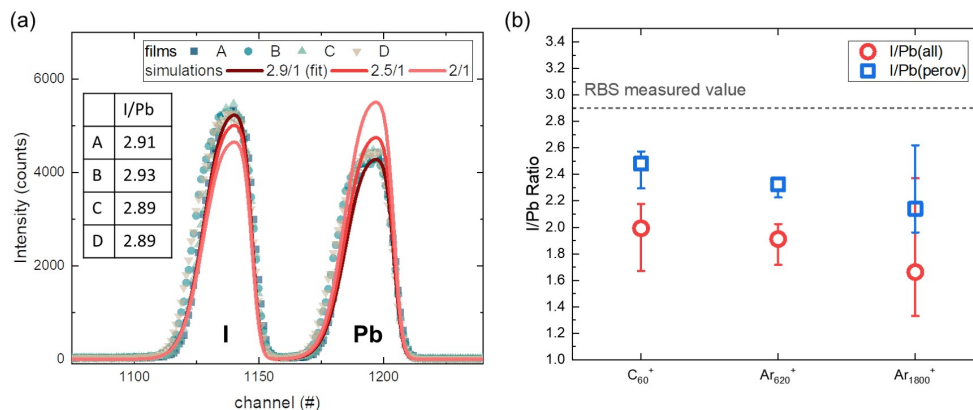 (a)
films A B C D
simulations 2.9/1 (fit) 2.5/1 2/1
I/Pb
A 2.91
B 2.93
C 2.89
D 2.89
I
Pb
Intensity (counts)
6000
4000
2000
0
1100 1150 1200
channel (#)
(b)
I/Pb(all)
I/Pb(perov)
RBS measured value
I/Pb Ratio
3.4
3.2
3.0
2.8
2.6
2.4
2.2
2.0
1.8
1.6
1.4
1.2
1.0
C₆₀⁺ Ar₆₂₀⁺ Ar₁₈₀₀⁺